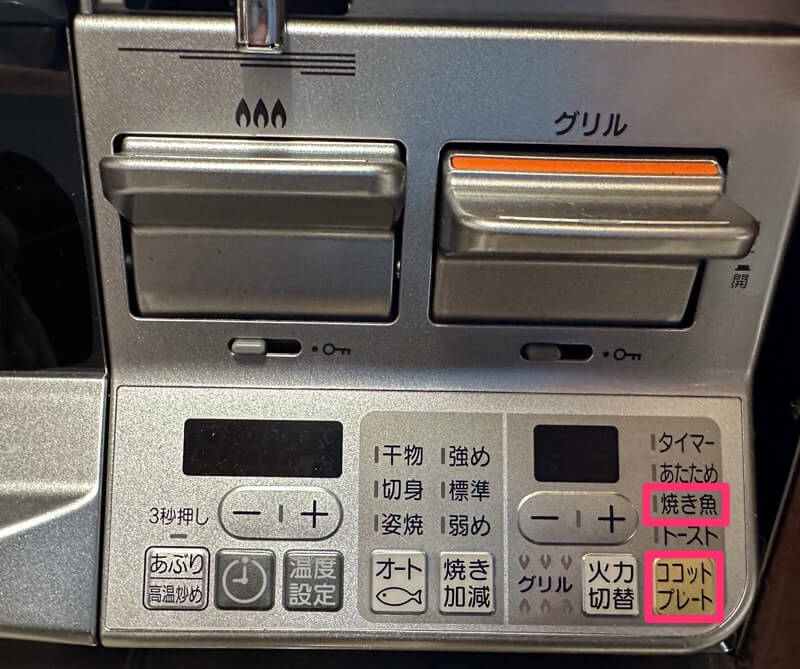 グリル
開
干物 強め
切身 標準
姿焼 弱め
タイマー
あたため
焼き魚
トースト
3秒押し
− +
− +
あぶり
高温炒め
温度
設定
オート
焼き
加減
グリル
火力
切替
ココット
プレート